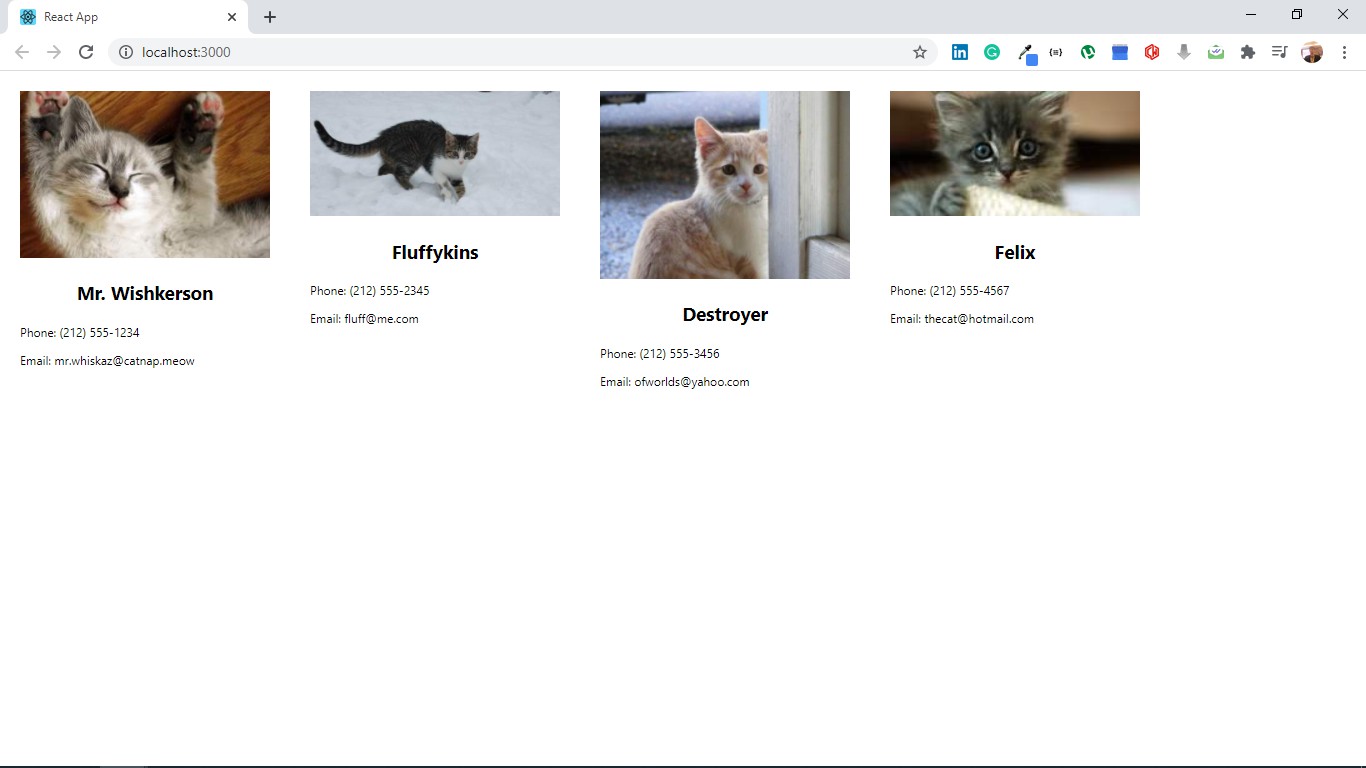 React App
localhost:3000
Mr. Wishkerson
Phone: (212) 555-1234
Email: mr.whiskaz@catnap.meow
Fluffykins
Phone: (212) 555-2345
Email: fluff@me.com
Destroyer
Phone: (212) 555-3456
Email: ofworlds@yahoo.com
Felix
Phone: (212) 555-4567
Email: thecat@hotmail.com